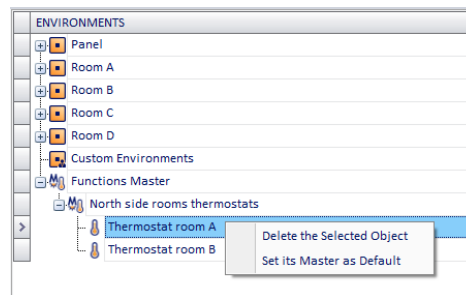 ENVIRONMENTS
Panel
Room A
Room B
Room C
Room D
Custom Environments
Functions Master
North side rooms thermostats
Thermostat room A
Thermostat room B
Delete the Selected Object
Set its Master as Default